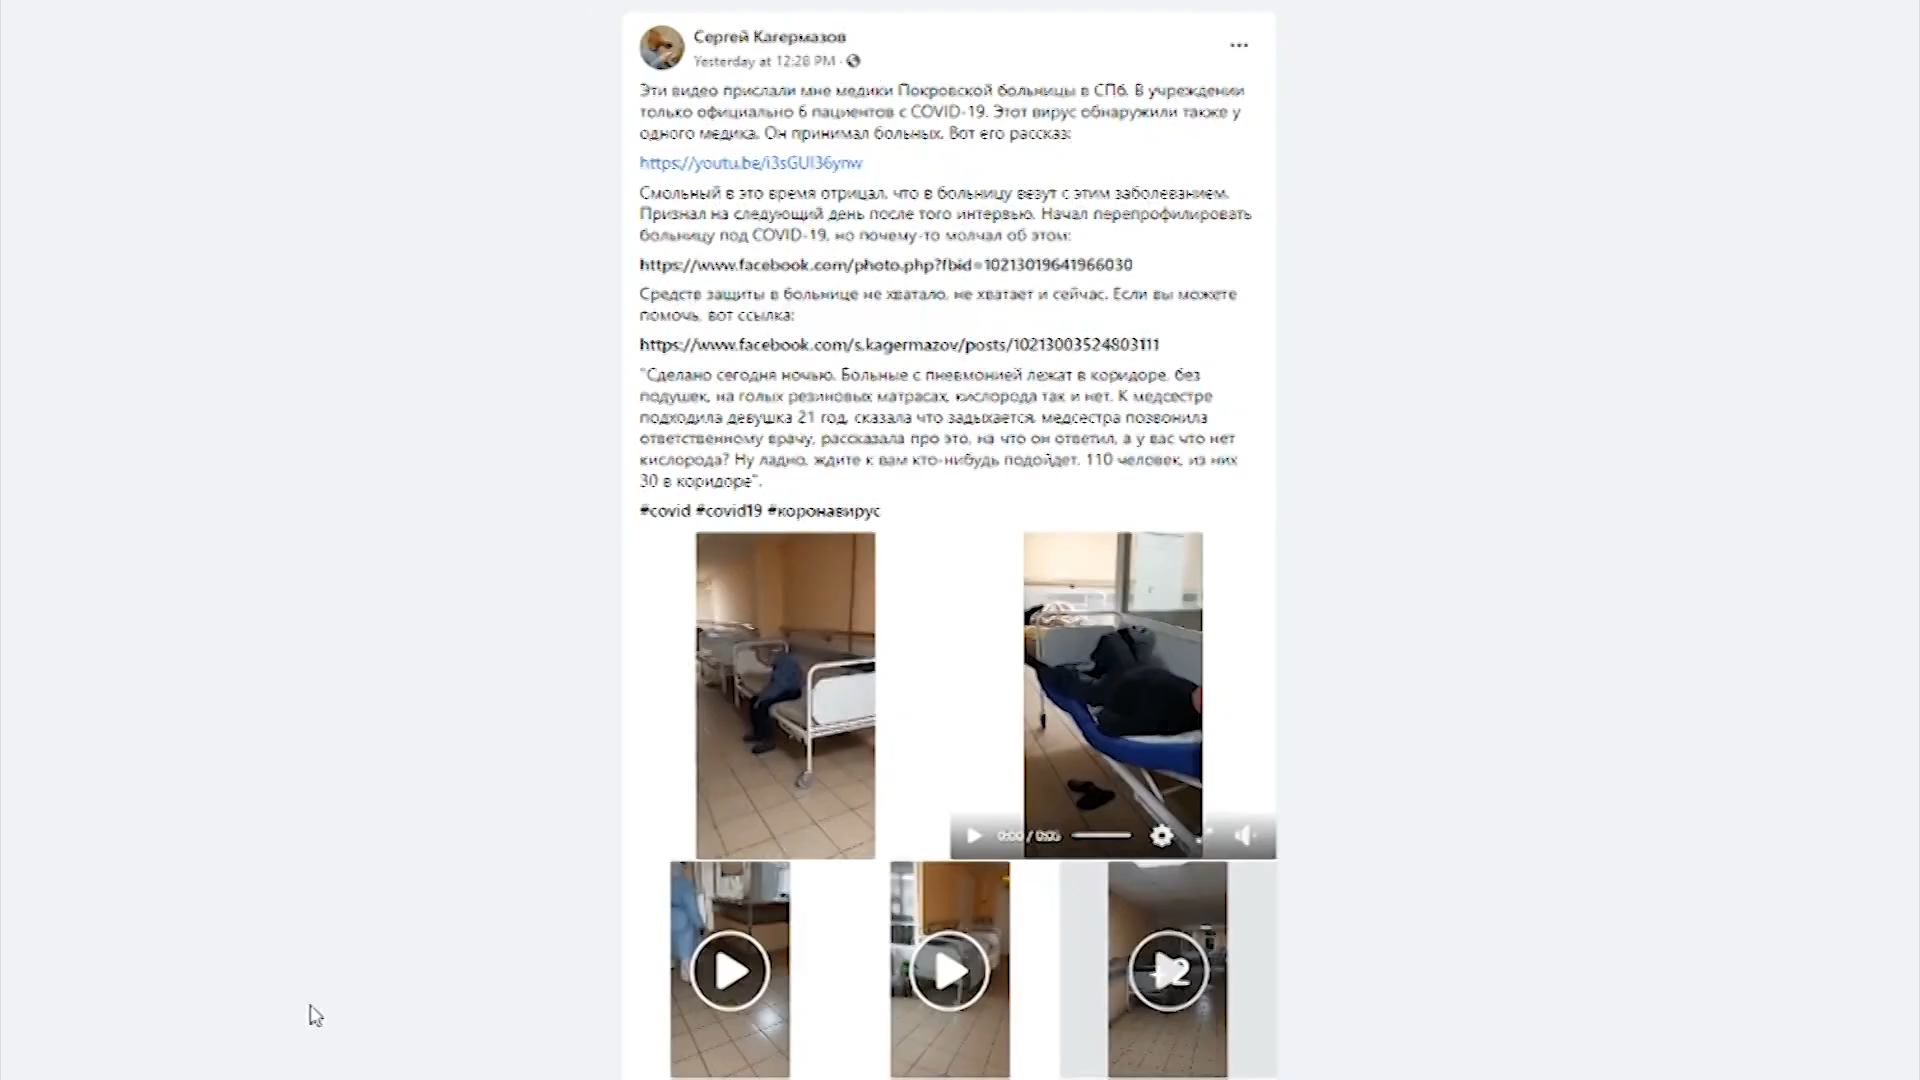 Сергей Кагермазов
Yesterday at 12:28 PM ·
Эти видео прислали мне медики Покровской больницы в СПб. В учреждении
только официально 6 пациентов с COVID-19. Этот вирус обнаружили также у
одного медика. Он принимал больных. Вот его рассказ:
https://youtu.be/i3sGUI36ynw
Смольный в это время отрицал, что в больницу везут с этим заболеванием.
Признал на следующий день после того интервью. Начал перепрофилировать
больницу под COVID-19, но почему-то молчал об этом:
https://www.facebook.com/photo.php?fbid=10213019641966030
Средств защиты в больнице не хватало, не хватает и сейчас. Если вы можете
помочь, вот ссылка:
https://www.facebook.com/s.kagermazov/posts/10213003524803111
"Сделано сегодня ночью. Больные с пневмонией лежат в коридоре, без
подушек, на голых резиновых матрасах, кислорода так и нет. К медсестре
подходила девушка 21 год, сказала что задыхается, медсестра позвонила
ответственному врачу, рассказала про это, на что он ответил, а у вас что нет
кислорода? Ну ладно, ждите к вам кто-нибудь подойдет. 110 человек, из них
30 в коридоре".
#covid #covid19 #коронавирус
0:00 / 0:05
+2